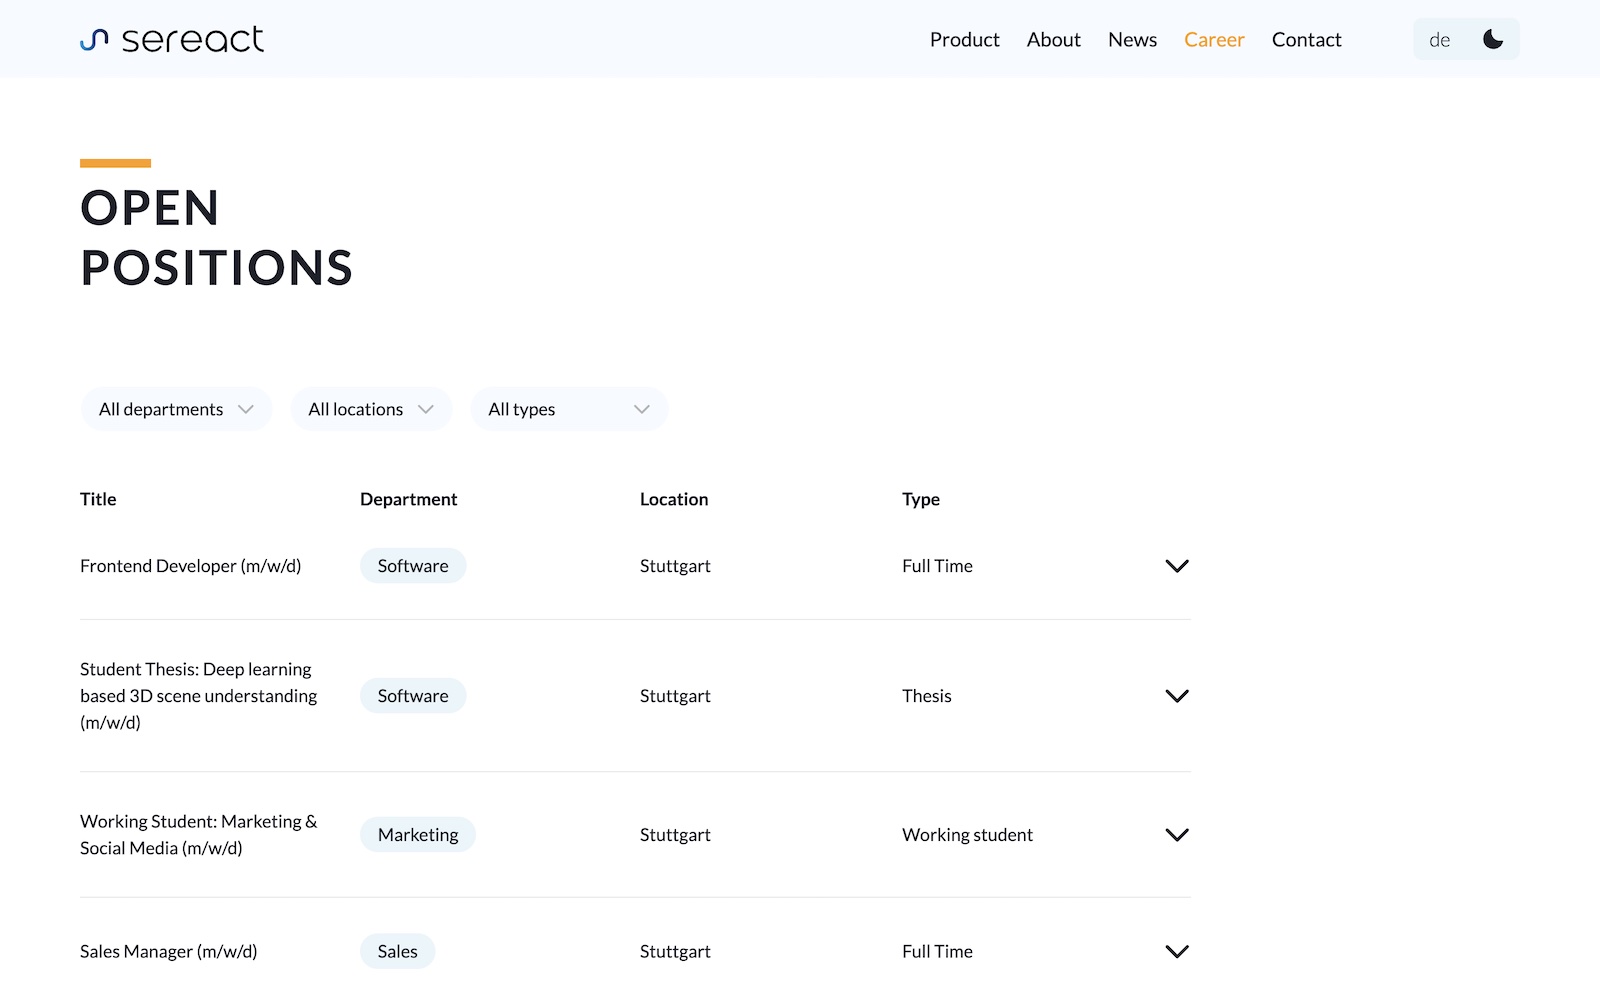 sereact
Product About News Career Contact de
OPEN
POSITIONS
All departments All locations All types
Title Department Location Type
Frontend Developer (m/w/d) Software Stuttgart Full Time
Student Thesis: Deep learning
based 3D scene understanding
(m/w/d)
Software Stuttgart Thesis
Working Student: Marketing &
Social Media (m/w/d)
Marketing Stuttgart Working student
Sales Manager (m/w/d) Sales Stuttgart Full Time